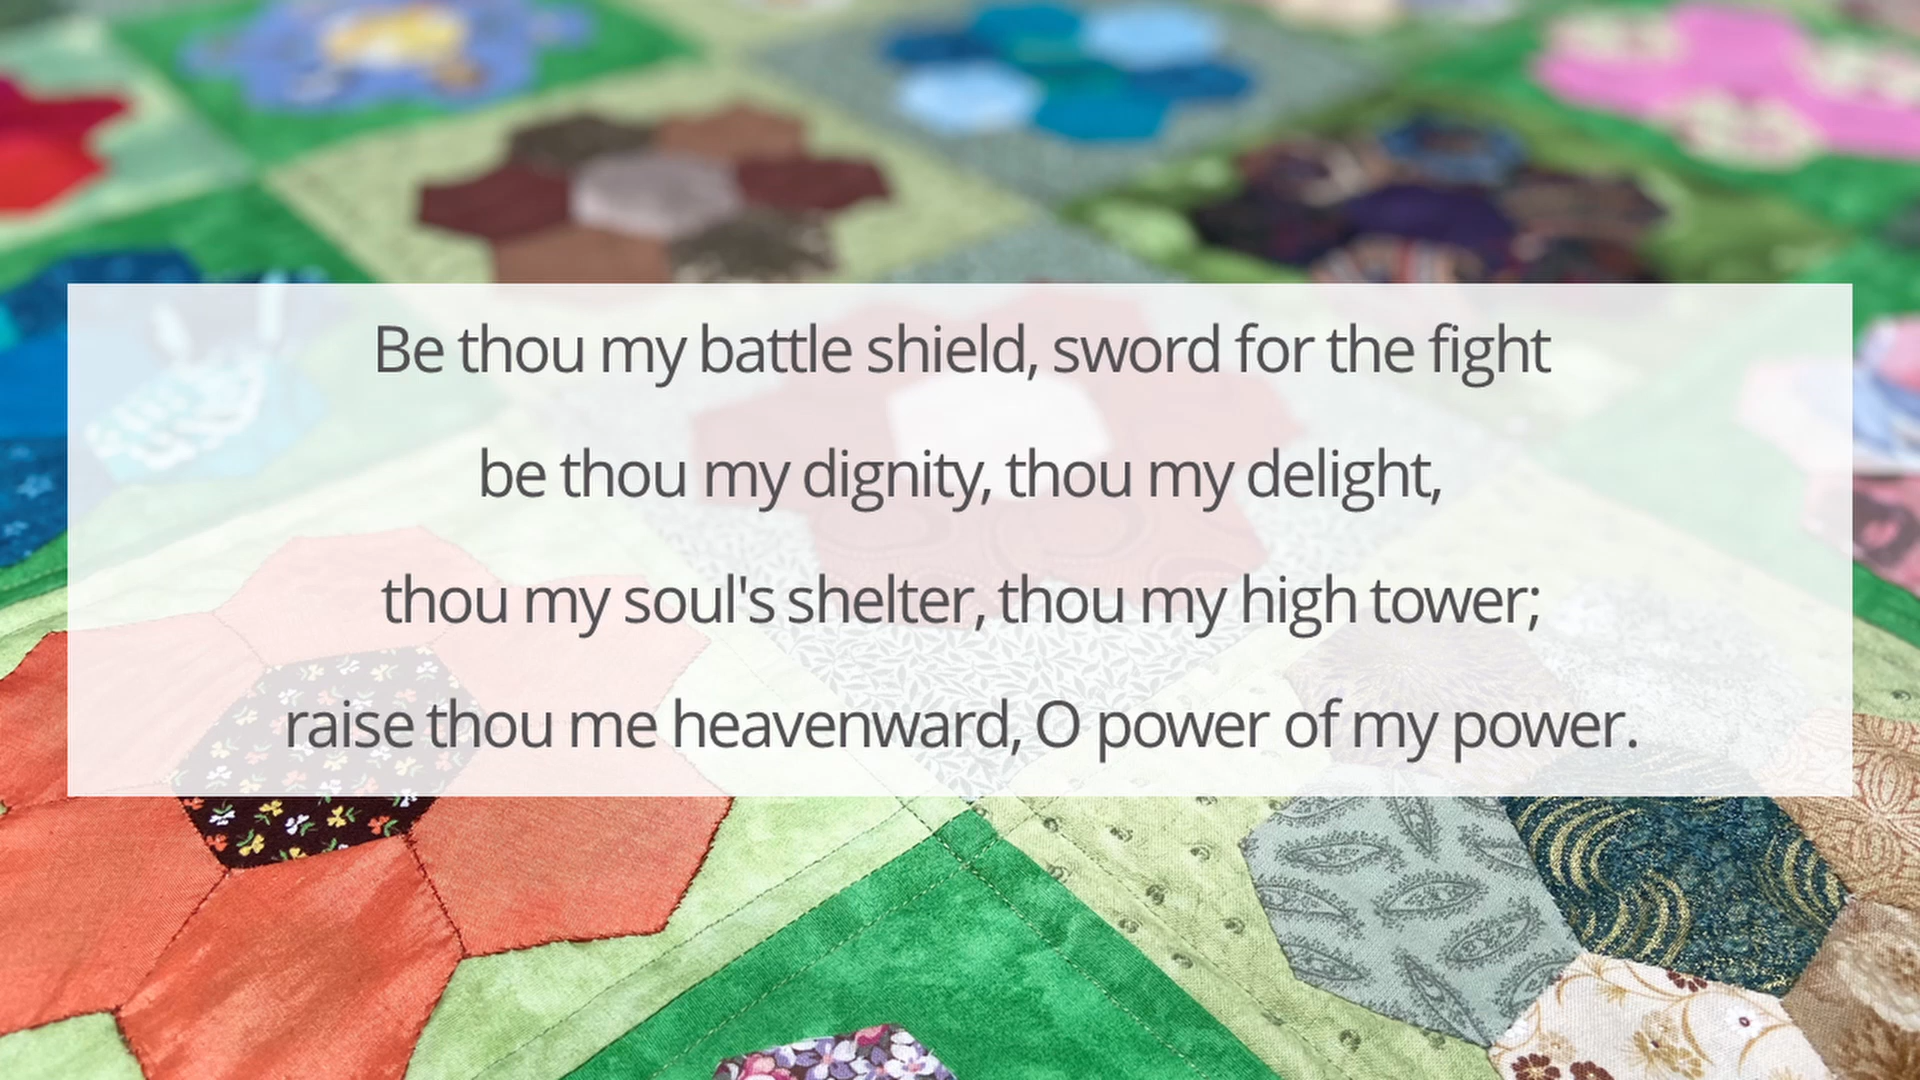 Be thou my battle shield, sword for the fight
be thou my dignity, thou my delight,
thou my soul's shelter, thou my high tower;
raise thou me heavenward, O power of my power.